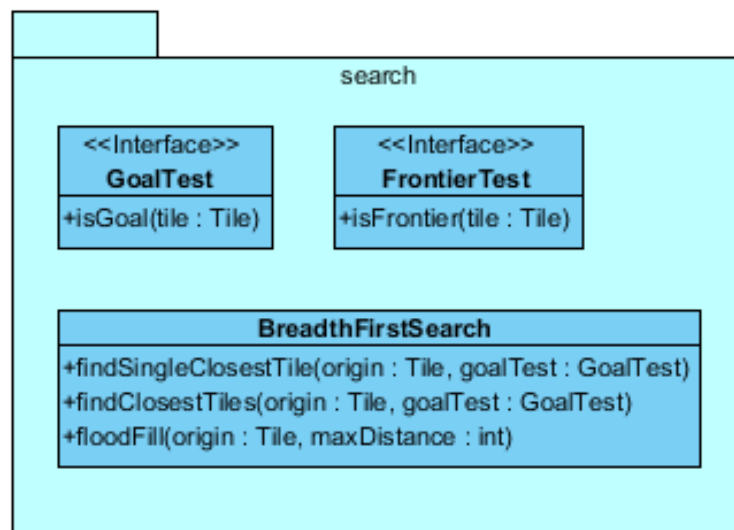 search
<<Interface>>
GoalTest
+isGoal(tile : Tile)
<<Interface>>
FrontierTest
+isFrontier(tile : Tile)
BreadthFirstSearch
+findSingleClosestTile(origin : Tile, goalTest : GoalTest)
+findClosestTiles(origin : Tile, goalTest : GoalTest)
+floodFill(origin : Tile, maxDistance : int)